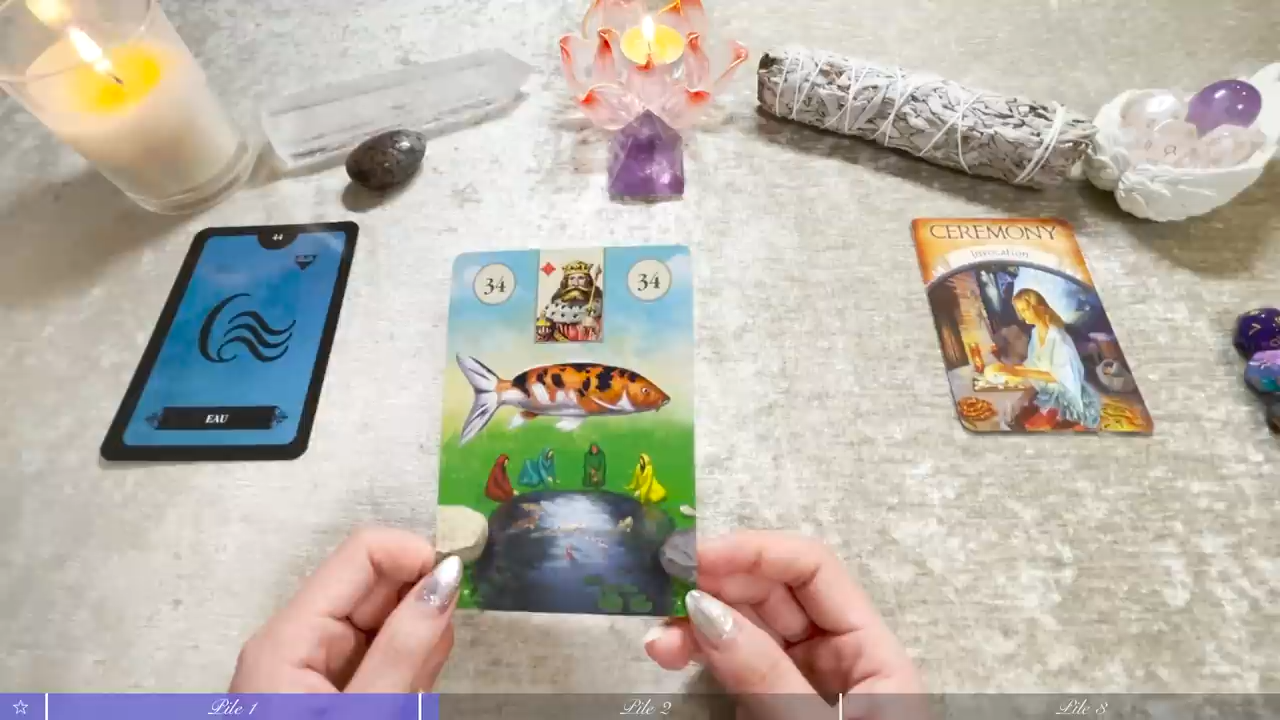 44
EAU
34
34
CEREMONY
Invocation
☆ Pile 1 Pile 2 Pile 3